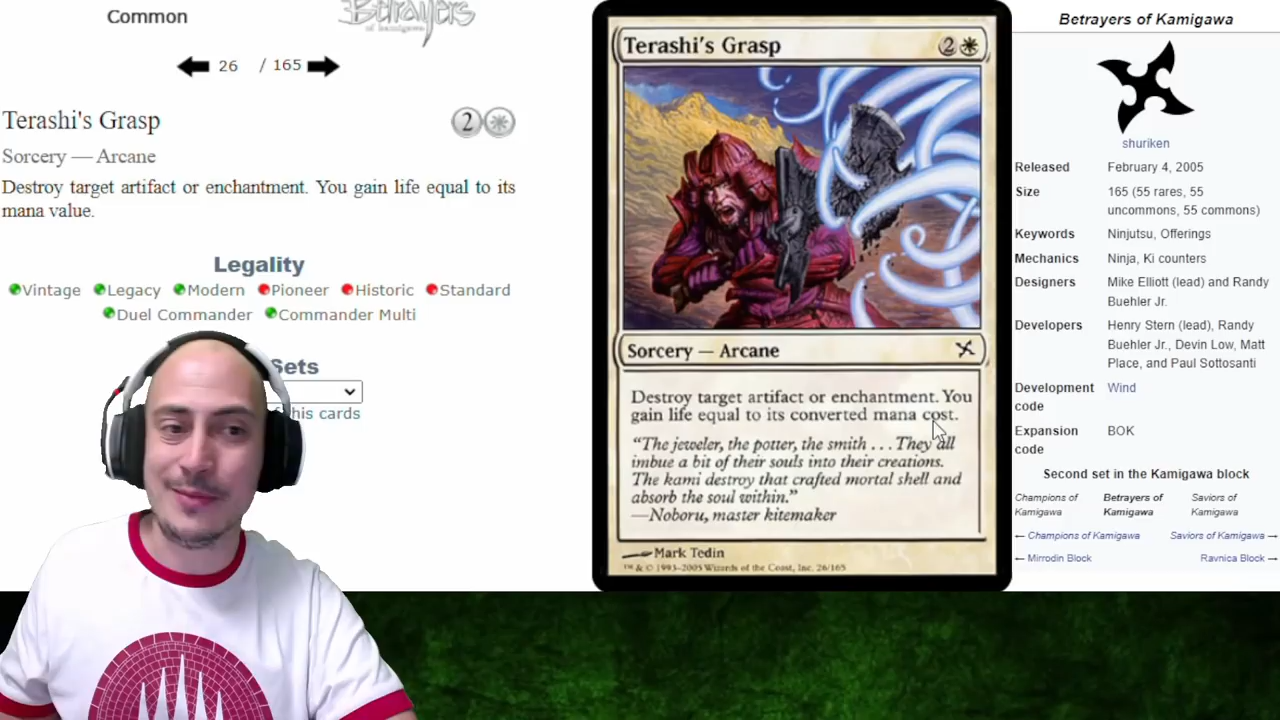 Common
Betrayers
of kamigawa
26 / 165
Terashi's Grasp
2
Sorcery — Arcane
Destroy target artifact or enchantment. You gain life equal to its
mana value.
Legality
Vintage Legacy Modern Pioneer Historic Standard
Duel Commander Commander Multi
Sets
his cards
Terashi's Grasp 2
Sorcery — Arcane
Destroy target artifact or enchantment. You
gain life equal to its converted mana cost.
“The jeweler, the potter, the smith . . . They all
imbue a bit of their souls into their creations.
The kami destroy that crafted mortal shell and
absorb the soul within.”
—Noboru, master kitemaker
Mark Tedin
™ & © 1993–2005 Wizards of the Coast, Inc. 26/165
Betrayers of Kamigawa
shuriken
Released February 4, 2005
Size 165 (55 rares, 55
uncommons, 55 commons)
Keywords Ninjutsu, Offerings
Mechanics Ninja, Ki counters
Designers Mike Elliott (lead) and Randy
Buehler Jr.
Developers Henry Stern (lead), Randy
Buehler Jr., Devin Low, Matt
Place, and Paul Sottosanti
Development Wind
code
Expansion BOK
code
Second set in the Kamigawa block
Champions of Betrayers of Saviors of
Kamigawa Kamigawa Kamigawa
← Champions of Kamigawa Saviors of Kamigawa →
← Mirrodin Block Ravnica Block →